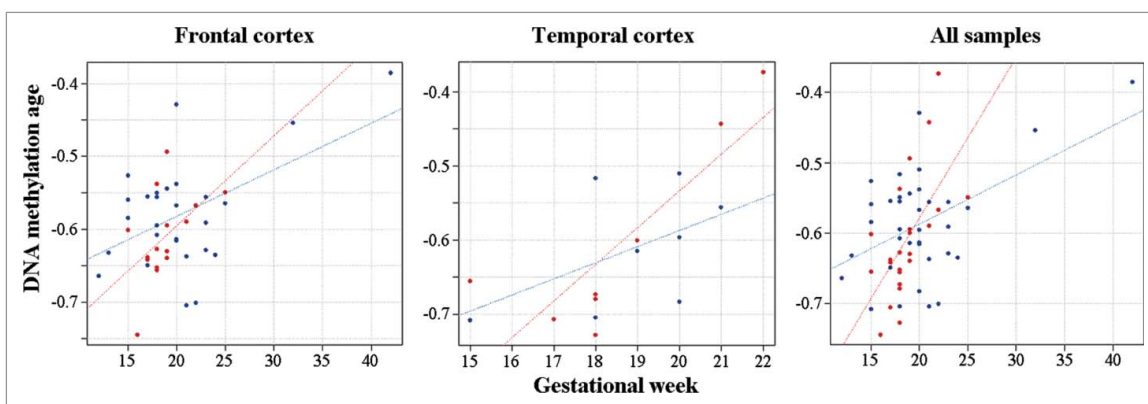 Frontal cortex
Temporal cortex
All samples
DNA methylation age
-0.4
-0.5
-0.6
-0.7
15 20 25 30 35 40
-0.4
-0.5
-0.6
-0.7
15 16 17 18 19 20 21 22
-0.4
-0.5
-0.6
-0.7
15 20 25 30 35 40
Gestational week